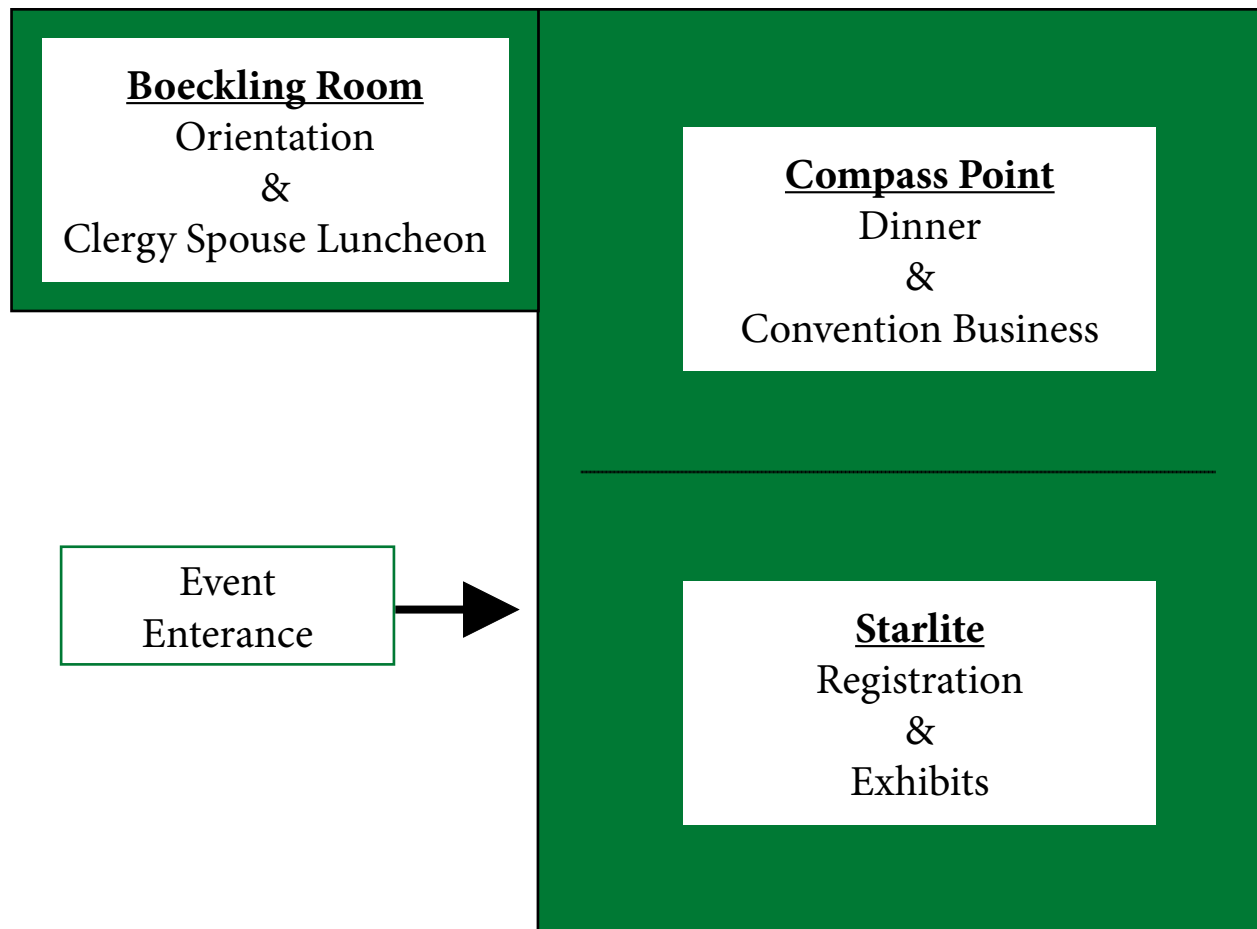 Boeckling Room
Orientation
&
Clergy Spouse Luncheon
Compass Point
Dinner
&
Convention Business
Event
Enterance
Starlite
Registration
&
Exhibits